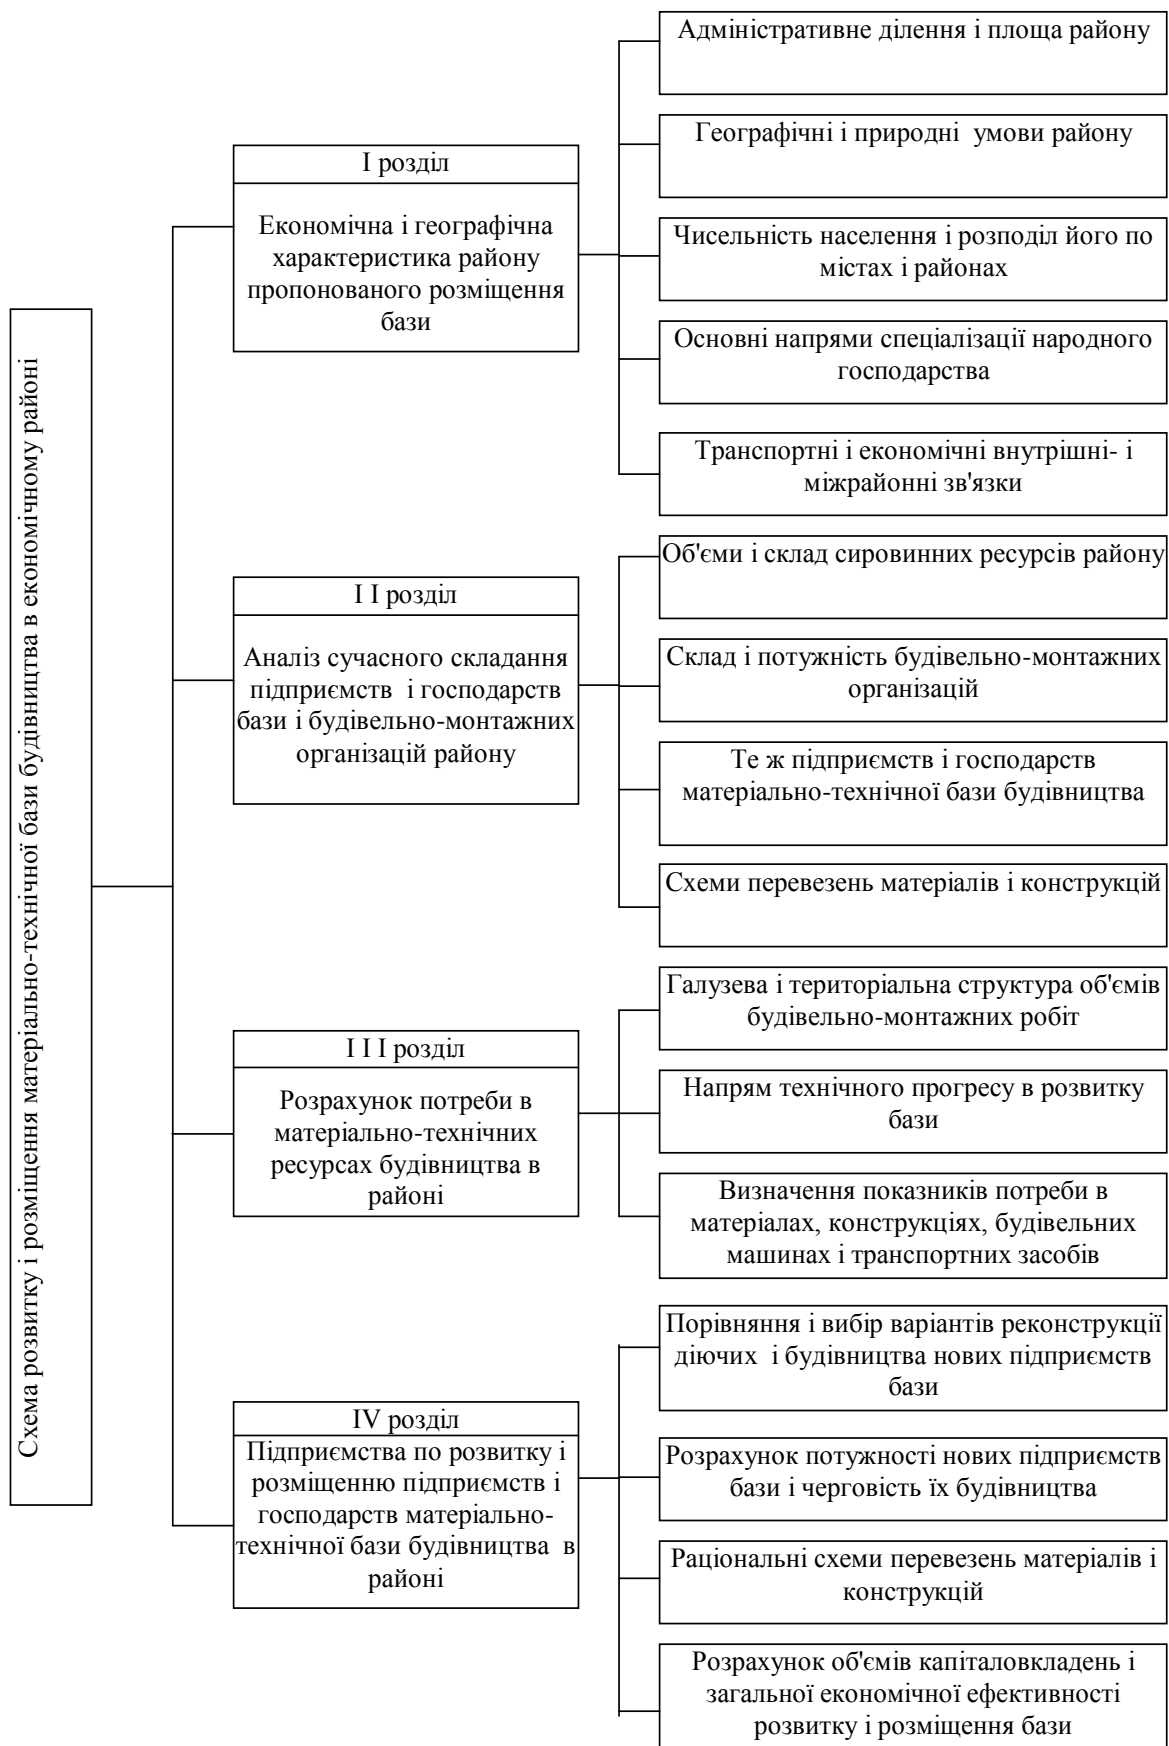 Схема розвитку і розміщення матеріально-технічної бази будівництва в економічному районі
І розділ
Економічна і географічна
характеристика району
пропонованого розміщення
бази
Адміністративне ділення і площа району
Географічні і природні умови району
Чисельність населення і розподіл його по
містах і районах
Основні напрями спеціалізації народного
господарства
Транспортні і економічні внутрішні- і
міжрайонні зв'язки
І І розділ
Аналіз сучасного складання
підприємств і господарств
бази і будівельно-монтажних
організацій району
Об'єми і склад сировинних ресурсів району
Склад і потужність будівельно-монтажних
організацій
Те ж підприємств і господарств
матеріально-технічної бази будівництва
Схеми перевезень матеріалів і конструкцій
І І І розділ
Розрахунок потреби в
матеріально-технічних
ресурсах будівництва в
районі
Галузева і територіальна структура об'ємів
будівельно-монтажних робіт
Напрям технічного прогресу в розвитку
бази
Визначення показників потреби в
матеріалах, конструкціях, будівельних
машинах і транспортних засобів
IV розділ
Підприємства по розвитку і
розміщенню підприємств і
господарств матеріально-
технічної бази будівництва в
районі
Порівняння і вибір варіантів реконструкції
діючих і будівництва нових підприємств
бази
Розрахунок потужності нових підприємств
бази і черговість їх будівництва
Раціональні схеми перевезень матеріалів і
конструкцій
Розрахунок об'ємів капіталовкладень і
загальної економічної ефективності
розвитку і розміщення бази